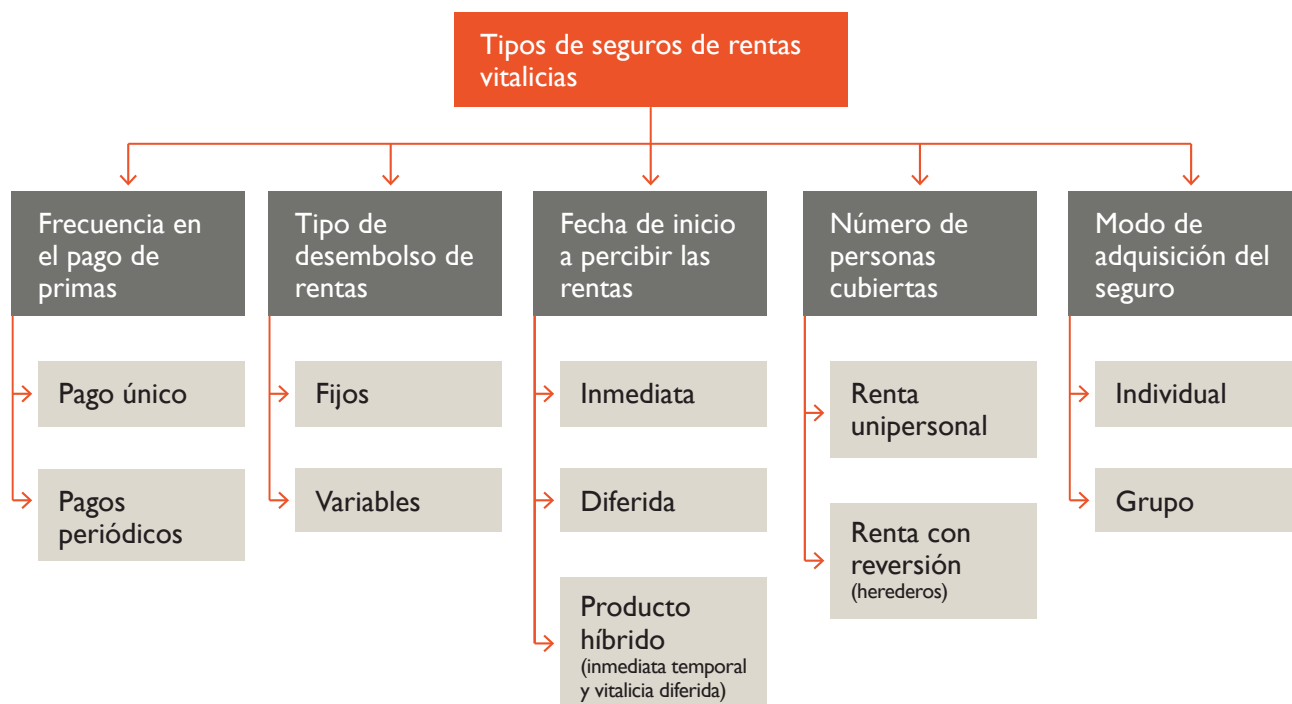 Tipos de seguros de rentas
vitalicias
Frecuencia en
el pago de
primas
Pago único
Pagos
periódicos
Tipo de
desembolso de
rentas
Fijos
Variables
Fecha de inicio
a percibir las
rentas
Inmediata
Diferida
Producto
híbrido
(inmediata temporal
y vitalicia diferida)
Número de
personas
cubiertas
Renta
unipersonal
Renta con
reversión
(herederos)
Modo de
adquisición del
seguro
Individual
Grupo